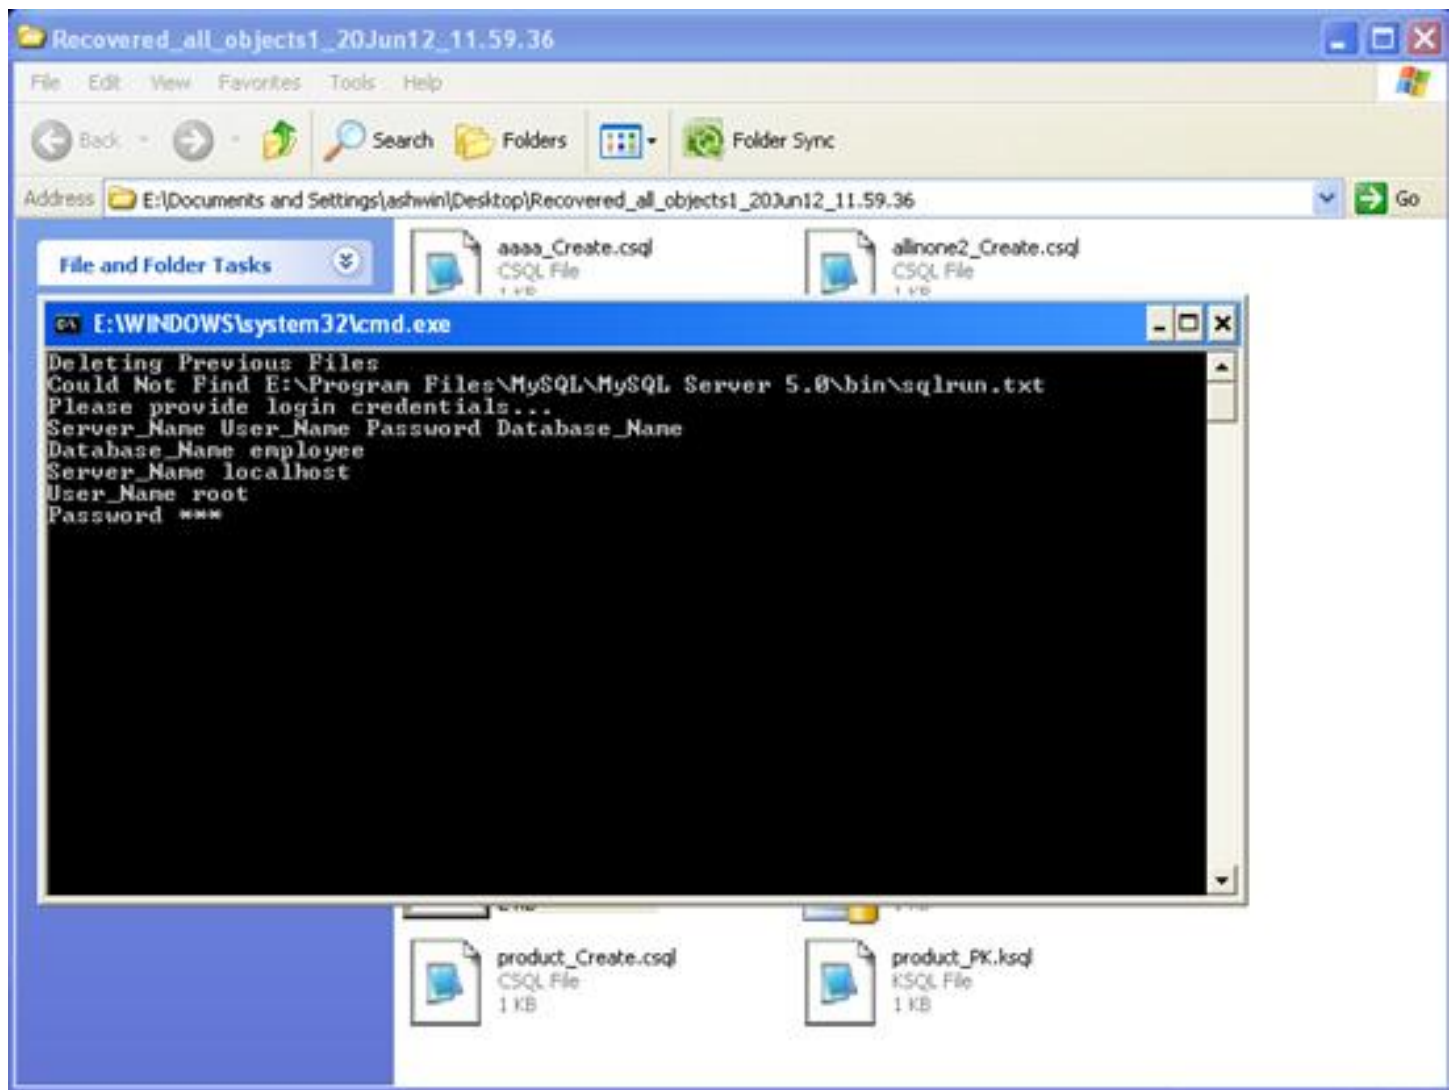 Recovered_all_objects1_20Jun12_11.59.36
File Edit View Favorites Tools Help
Back Search Folders Folder Sync
Address E:\Documents and Settings\ashwin\Desktop\Recovered_all_objects1_20Jun12_11.59.36 Go
File and Folder Tasks
aaaa_Create.csql
CSQL File
1 KB
allinone2_Create.csql
CSQL File
1 KB
E:\WINDOWS\system32\cmd.exe
Deleting Previous Files
Could Not Find E:\Program Files\MySQL\MySQL Server 5.0\bin\sqlrun.txt
Please provide login credentials...
Server_Name User_Name Password Database_Name
Database_Name employee
Server_Name localhost
User_Name root
Password ***
product_Create.csql
CSQL File
1 KB
product_PK.ksql
KSQL File
1 KB